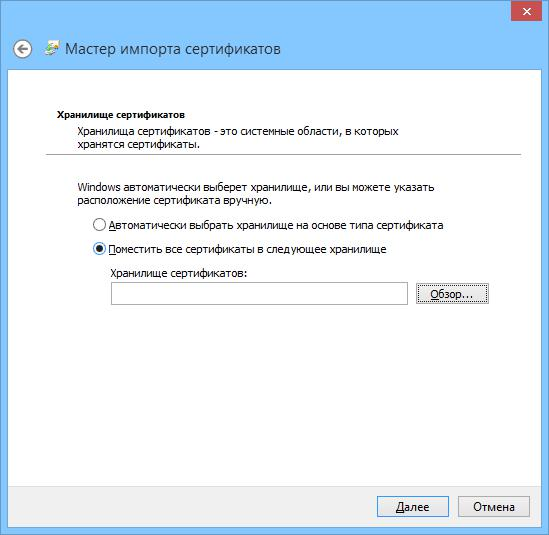 Мастер импорта сертификатов
Хранилище сертификатов
Хранилища сертификатов - это системные области, в которых
хранятся сертификаты.
Windows автоматически выберет хранилище, или вы можете указать
расположение сертификата вручную.
Автоматически выбрать хранилище на основе типа сертификата
Поместить все сертификаты в следующее хранилище
Хранилище сертификатов:
Обзор...
Далее
Отмена